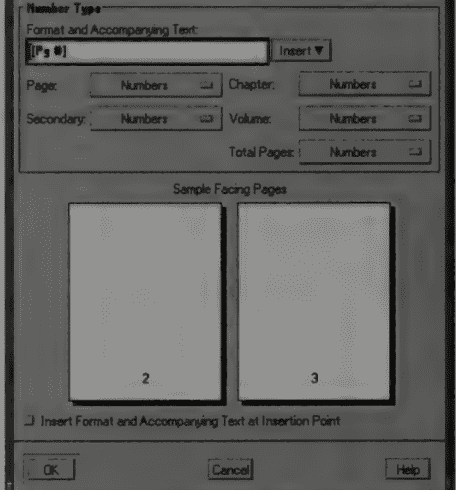 Number Type
Format and Accompanying Text:
[Pg #] Insert ▼
Page: Numbers Chapter: Numbers
Secondary: Numbers Volume: Numbers
Total Pages: Numbers
Sample Facing Pages
2 3
Insert Format and Accompanying Text at Insertion Point
OK Cancel Help